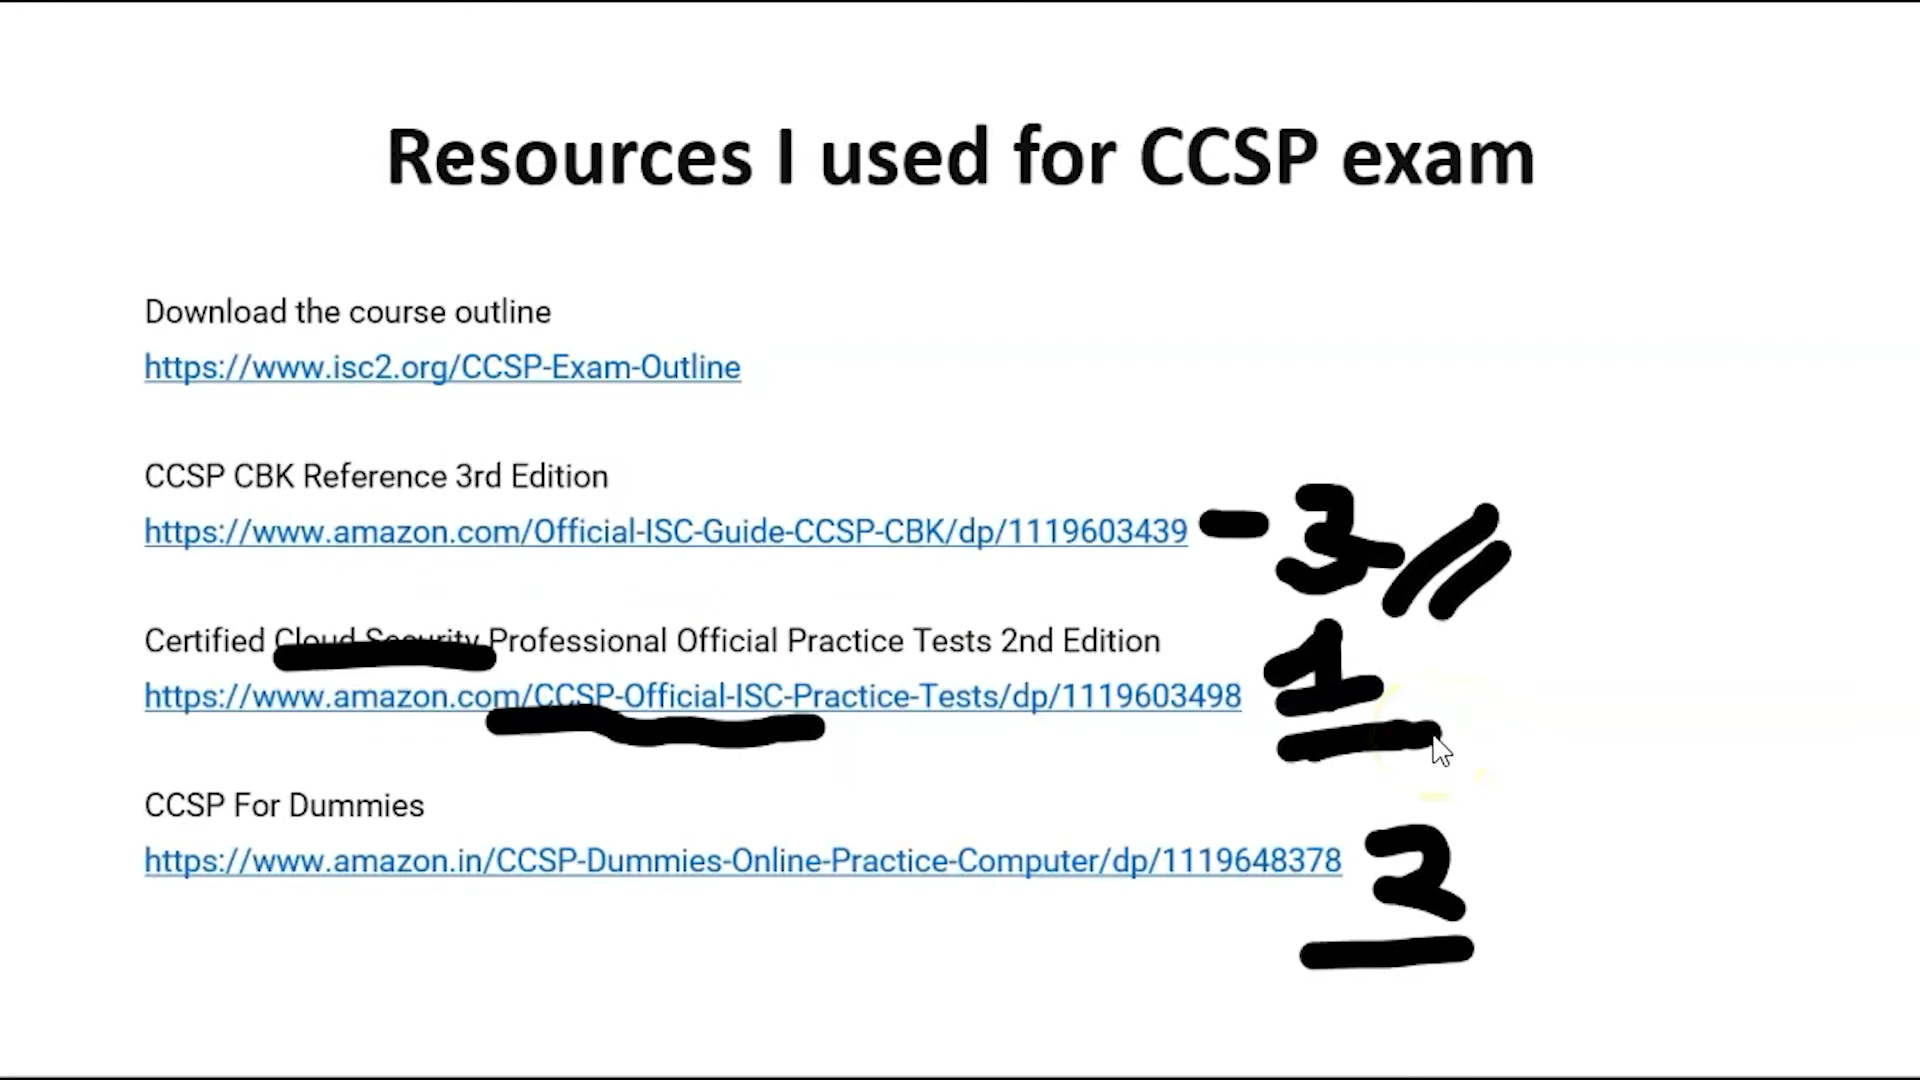 Resources I used for CCSP exam
Download the course outline
https://www.isc2.org/CCSP-Exam-Outline
CCSP CBK Reference 3rd Edition
https://www.amazon.com/Official-ISC-Guide-CCSP-CBK/dp/1119603439 - 3 //
Certified Cloud Security Professional Official Practice Tests 2nd Edition
https://www.amazon.com/CCSP-Official-ISC-Practice-Tests/dp/1119603498 1
CCSP For Dummies
https://www.amazon.in/CCSP-Dummies-Online-Practice-Computer/dp/1119648378 2